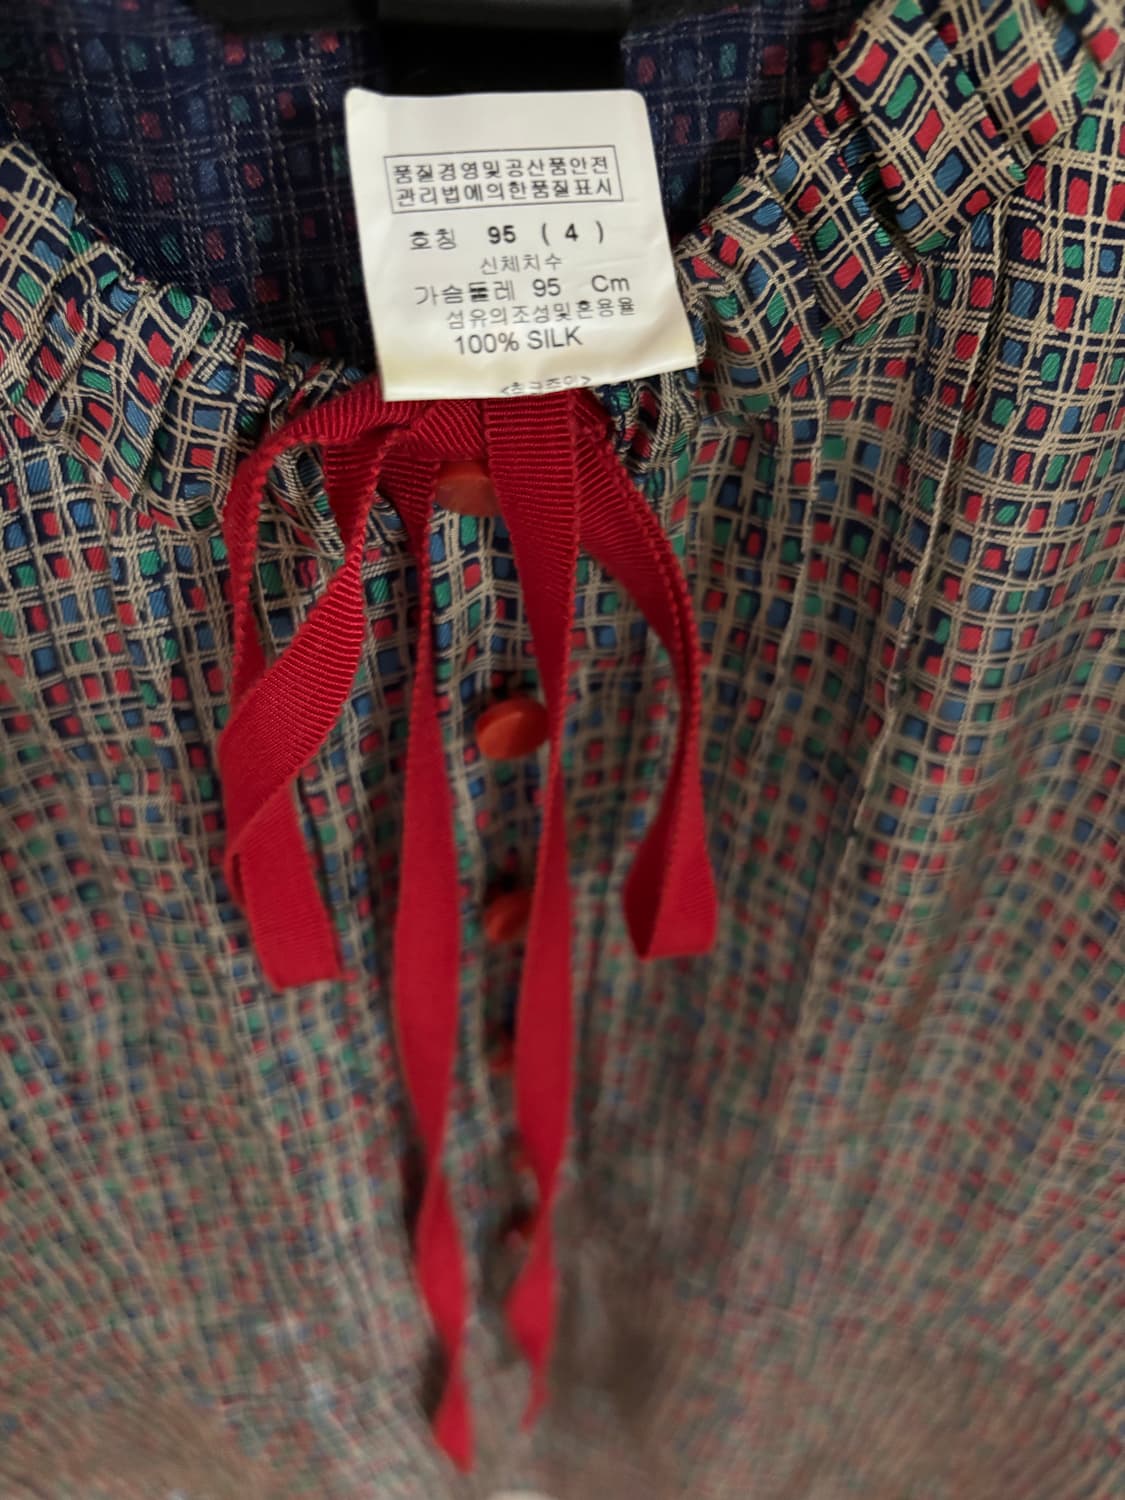 품질경영및공산품안전
관리법에의한품질표시
호칭 95 ( 4 )
신체치수
가슴둘레 95 Cm
섬유의조성및혼용율
100% SILK